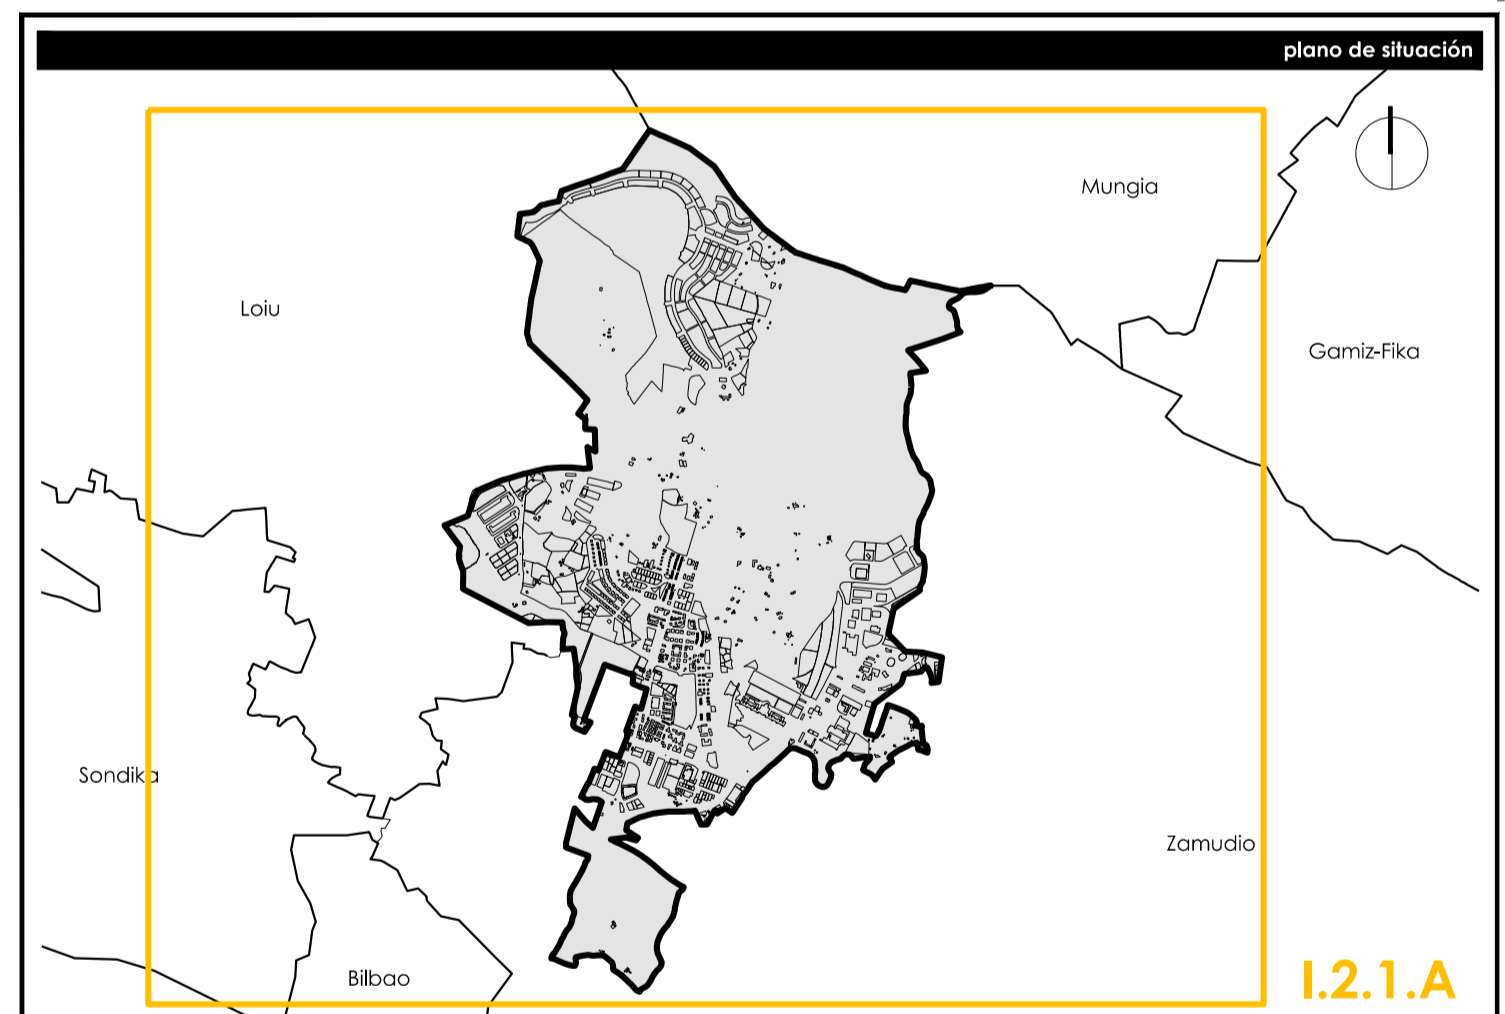 plano de situación
Mungia
Loiu
Gamiz-Fika
Sondika
Zamudio
Bilbao
I.2.1.A